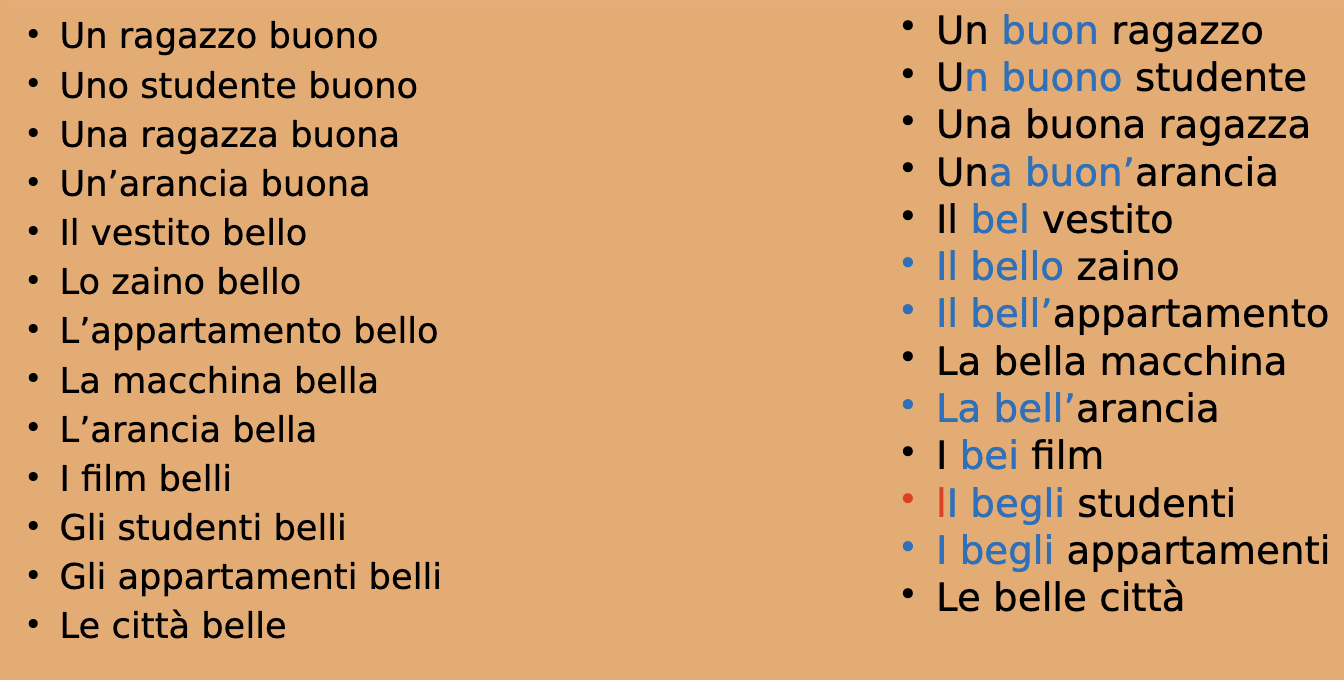 • Un ragazzo buono
• Uno studente buono
• Una ragazza buona
• Un’arancia buona
• Il vestito bello
• Lo zaino bello
• L’appartamento bello
• La macchina bella
• L’arancia bella
• I film belli
• Gli studenti belli
• Gli appartamenti belli
• Le città belle
• Un buon ragazzo
• Un buono studente
• Una buona ragazza
• Una buon’arancia
• Il bel vestito
• Il bello zaino
• Il bell’appartamento
• La bella macchina
• La bell’arancia
• I bei film
• lI begli studenti
• I begli appartamenti
• Le belle città